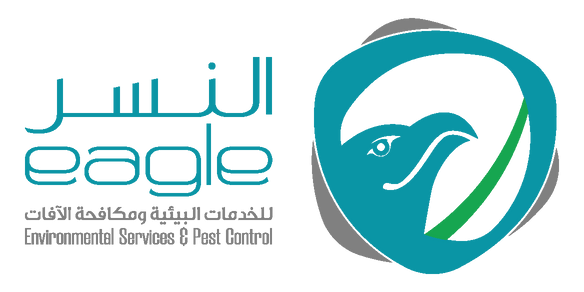 النسر
eagle
للخدمات البيئية ومكافحة الآفات
Environmental Services & Pest Control